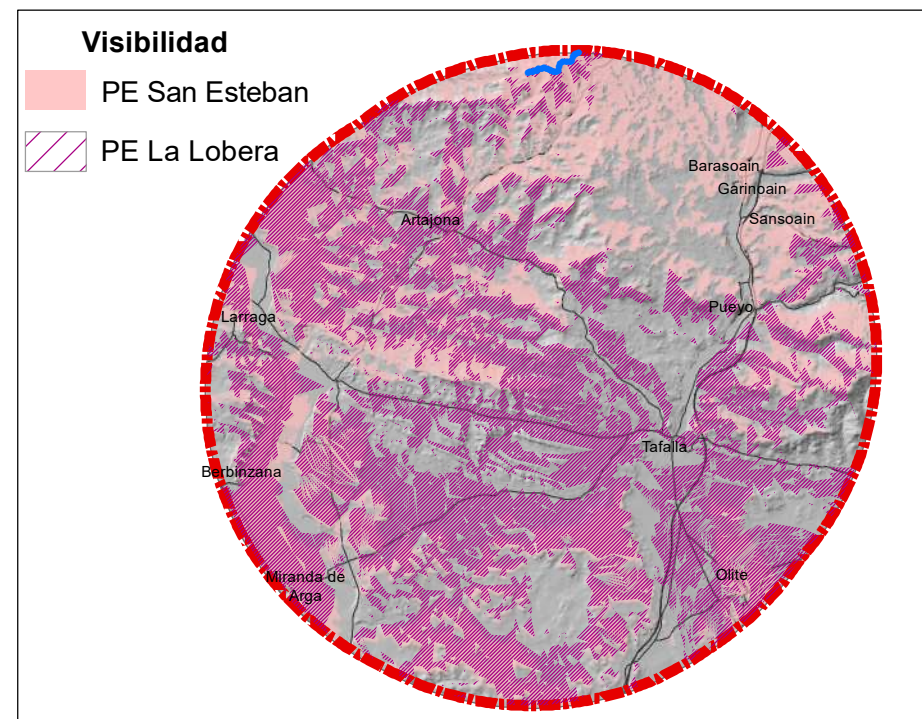 Visibilidad
PE San Esteban
PE La Lobera
Barasoain
Garinoain
Sansoain
Artajona
Pueyo
Larraga
Tafalla
Berbinzana
Miranda de
Arga
Olite